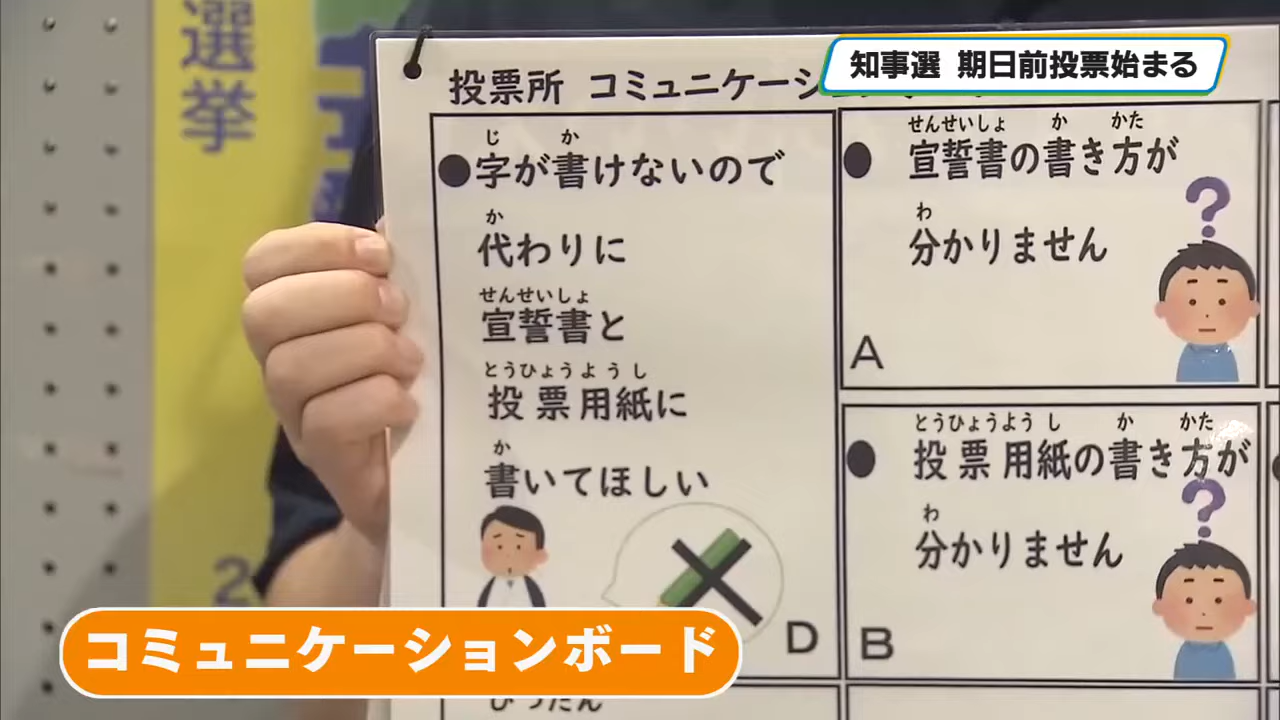 選挙
知事選 期日前投票始まる
投票所 コミュニケーシ
じ か
●字が書けないので
か
代わりに
せんせいしょ
宣誓書と
とうひょうようし
投票用紙に
か
書いてほしい
D
せんせいしょ か かた
● 宣誓書の書き方が
わ
分かりません
?
A
とうひょうようし か かた
● 投票用紙の書き方が
わ
分かりません
?
B
2
コミュニケーションボード